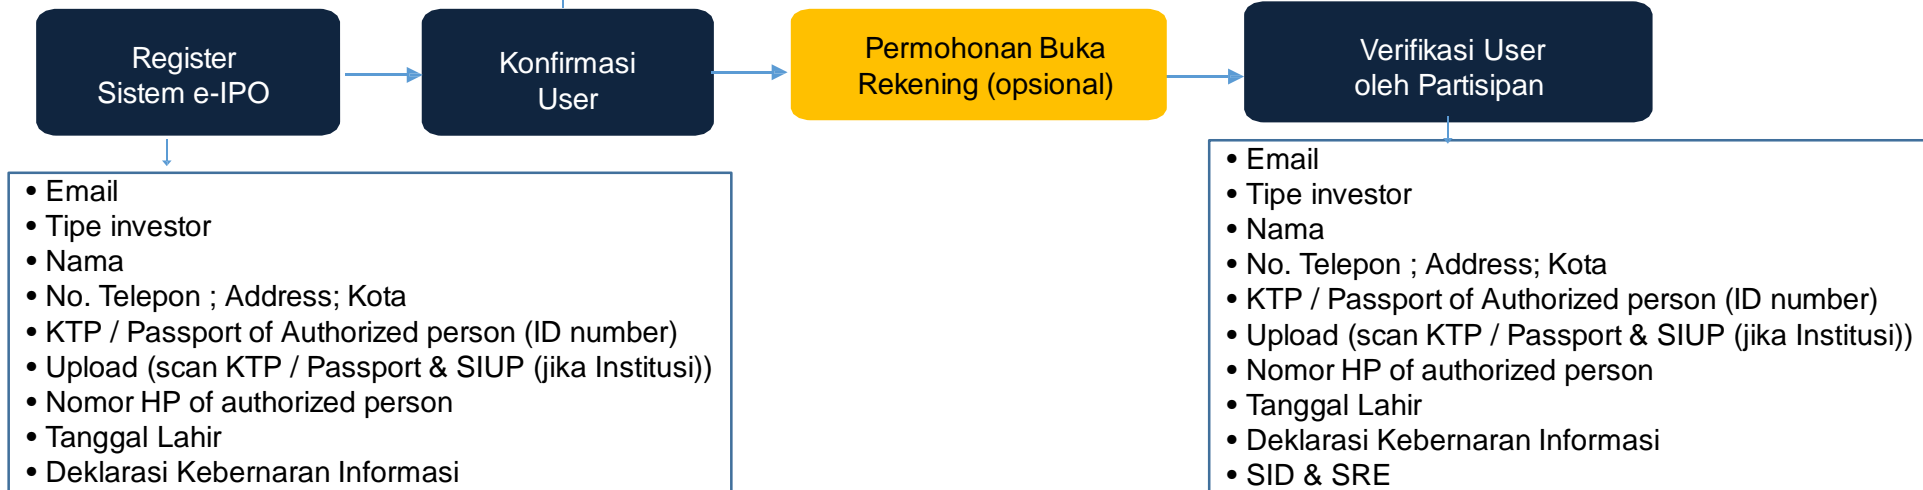 Register
Sistem e-IPO
Konfirmasi
User
Permohonan Buka
Rekening (opsional)
Verifikasi User
oleh Partisipan
• Email
• Tipe investor
• Nama
• No. Telepon ; Address; Kota
• KTP / Passport of Authorized person (ID number)
• Upload (scan KTP / Passport & SIUP (jika Institusi))
• Nomor HP of authorized person
• Tanggal Lahir
• Deklarasi Kebernaran Informasi
• Email
• Tipe investor
• Nama
• No. Telepon ; Address; Kota
• KTP / Passport of Authorized person (ID number)
• Upload (scan KTP / Passport & SIUP (jika Institusi))
• Nomor HP of authorized person
• Tanggal Lahir
• Deklarasi Kebernaran Informasi
• SID & SRE